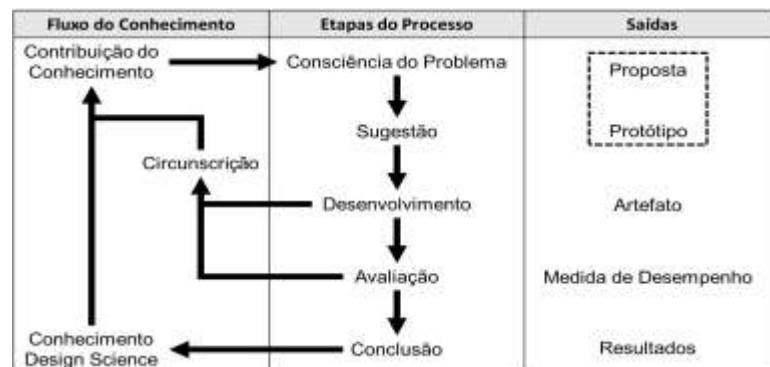 Fluxo do Conhecimento
Etapas do Processo
Saídas
Contribuição do
Conhecimento
Consciência do Problema
Proposta
Sugestão
Protótipo
Circunscrição
Desenvolvimento
Artefato
Avaliação
Medida de Desempenho
Conhecimento
Design Science
Conclusão
Resultados